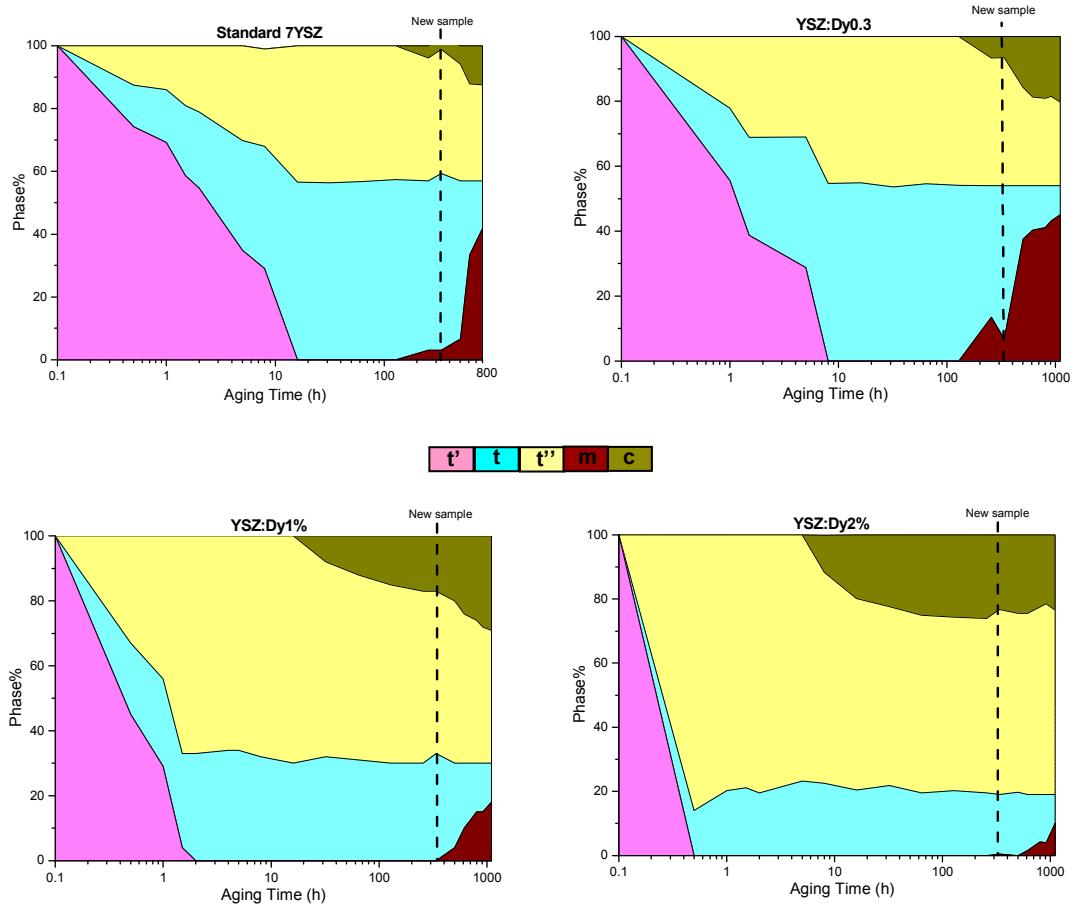 New sample
Standard 7YSZ
100
80
60
40
20
0
Phase%
0.1
1
10
100
800
Aging Time (h)
New sample
YSZ:Dy0.3
100
80
60
40
20
0
Phase%
0.1
1
10
100
1000
Aging Time (h)
t' t t'' m c
New sample
YSZ:Dy1%
100
80
60
40
20
0
Phase%
0.1
1
10
100
1000
Aging Time (h)
New sample
YSZ:Dy2%
100
80
60
40
20
0
Phase%
0.1
1
10
100
1000
Aging Time (h)